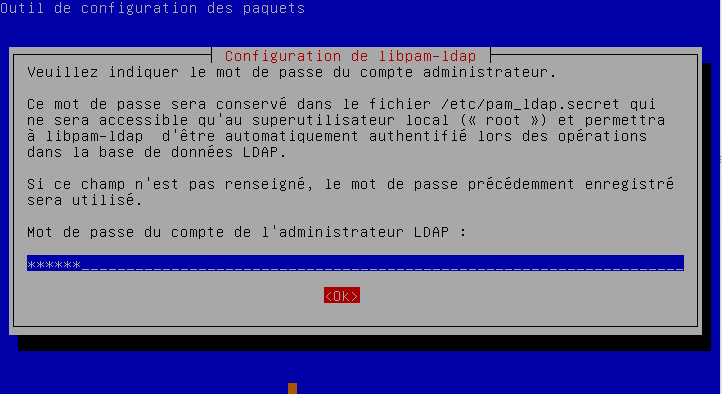 Outil de configuration des paquets
Configuration de libpam-ldap
Veuillez indiquer le mot de passe du compte administrateur.
Ce mot de passe sera conservé dans le fichier /etc/pam_ldap.secret qui
ne sera accessible qu'au superutilisateur local (« root ») et permettra
à libpam-ldap  d'être automatiquement authentifié lors des opérations
dans la base de données LDAP.
Si ce champ n'est pas renseigné, le mot de passe précédemment enregistré
sera utilisé.
Mot de passe du compte de l'administrateur LDAP :
******___________________________________________________________________
<Ok>